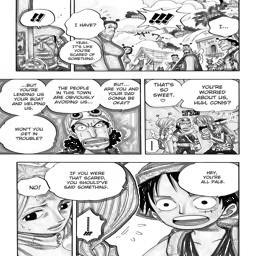 I...
!!!
I HAVE?
YEAH.
IT'S LIKE
YOU'RE
SCARED OF
SOMETHING.
YOU'RE
WORRIED
ABOUT US,
HUH, CONIS?
THAT'S
SO
SWEET.
♡
BUT...
ARE YOU
AND YOUR
DAD
GONNA BE
OKAY?
THE PEOPLE
IN THIS TOWN
ARE OBVIOUSLY
AVOIDING US...
...BUT
YOU'RE
LENDING US
YOUR BOAT
AND HELPING
US.
WON'T YOU
GET IN
TROUBLE?
HEY,
YOU'RE
ALL PALE.
IF YOU WERE
THAT SCARED,
YOU SHOULD'VE
SAID
SOMETHING.
NO!